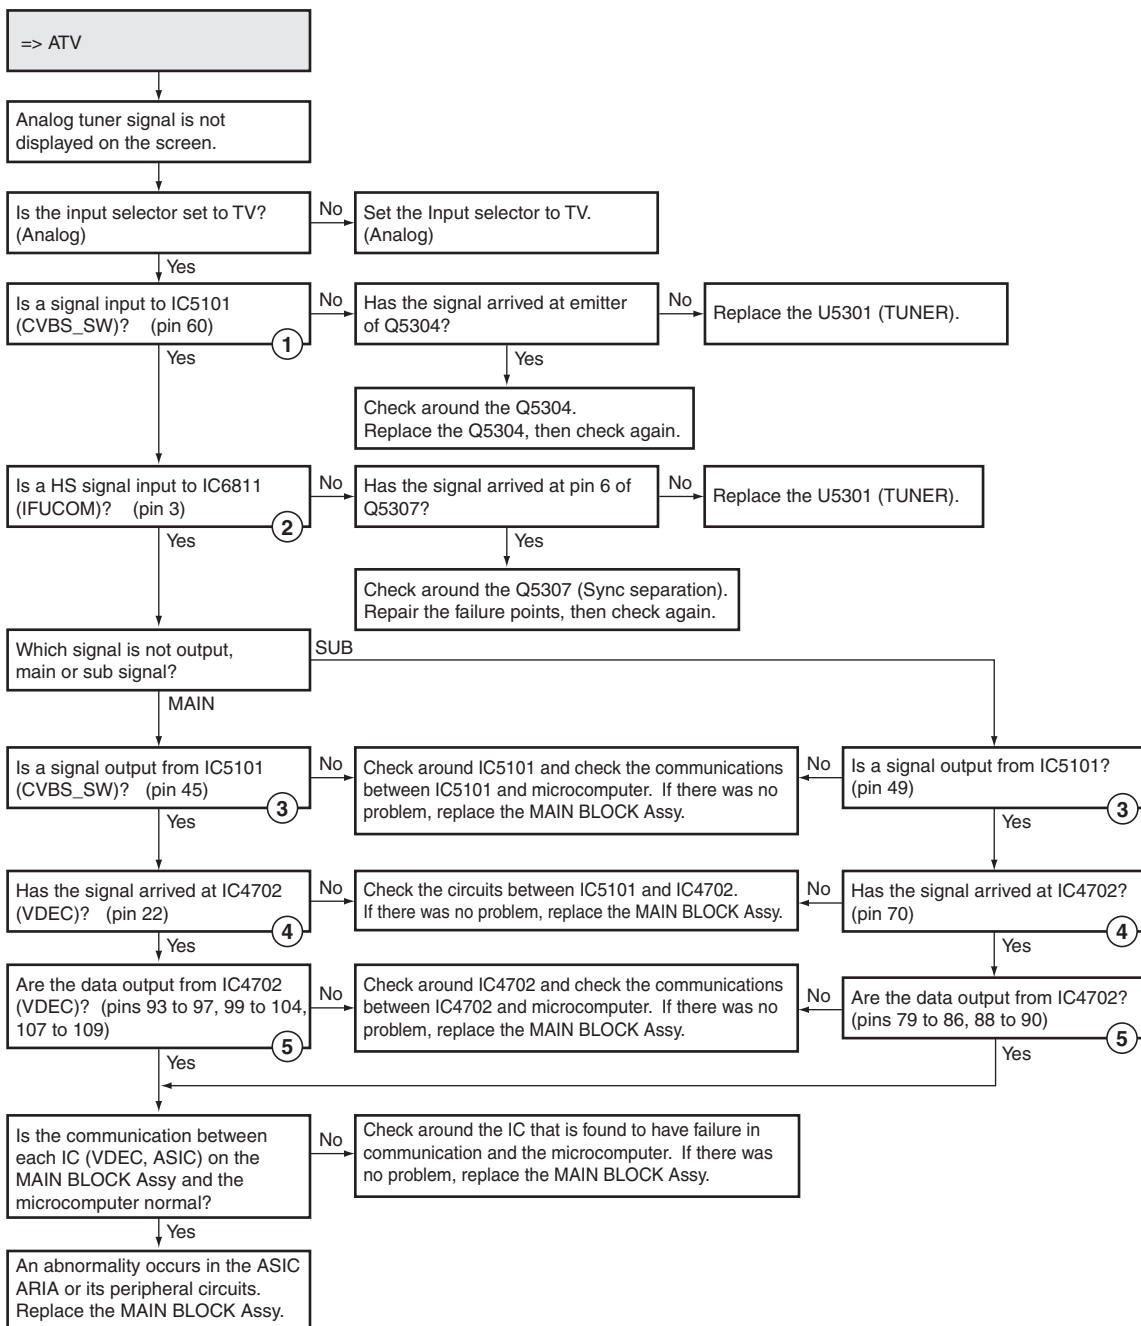 => ATV
Analog tuner signal is not
displayed on the screen.
Is the input selector set to TV?
(Analog)
No
Set the Input selector to TV.
(Analog)
Yes
Is a signal input to IC5101
(CVBS_SW)? (pin 60)
1
No
Has the signal arrived at emitter
of Q5304?
No
Replace the U5301 (TUNER).
Yes
Yes
Check around the Q5304.
Replace the Q5304, then check again.
Is a HS signal input to IC6811
(IFUCOM)? (pin 3)
2
No
Has the signal arrived at pin 6 of
Q5307?
No
Replace the U5301 (TUNER).
Yes
Yes
Check around the Q5307 (Sync separation).
Repair the failure points, then check again.
Which signal is not output,
main or sub signal?
SUB
MAIN
Is a signal output from IC5101
(CVBS_SW)? (pin 45)
3
No
Check around IC5101 and check the communications
between IC5101 and microcomputer. If there was no
problem, replace the MAIN BLOCK Assy.
No
Is a signal output from IC5101?
(pin 49)
3
Yes
Yes
Has the signal arrived at IC4702
(VDEC)? (pin 22)
4
No
Check the circuits between IC5101 and IC4702.
If there was no problem, replace the MAIN BLOCK Assy.
No
Has the signal arrived at IC4702?
(pin 70)
4
Yes
Yes
Are the data output from IC4702
(VDEC)? (pins 93 to 97, 99 to 104,
107 to 109)
5
No
Check around IC4702 and check the communications
between IC4702 and microcomputer. If there was no
problem, replace the MAIN BLOCK Assy.
No
Are the data output from IC4702?
(pins 79 to 86, 88 to 90)
5
Yes
Yes
Is the communication between
each IC (VDEC, ASIC) on the
MAIN BLOCK Assy and the
microcomputer normal?
No
Check around the IC that is found to have failure in
communication and the microcomputer. If there was
no problem, replace the MAIN BLOCK Assy.
Yes
An abnormality occurs in the ASIC
ARIA or its peripheral circuits.
Replace the MAIN BLOCK Assy.